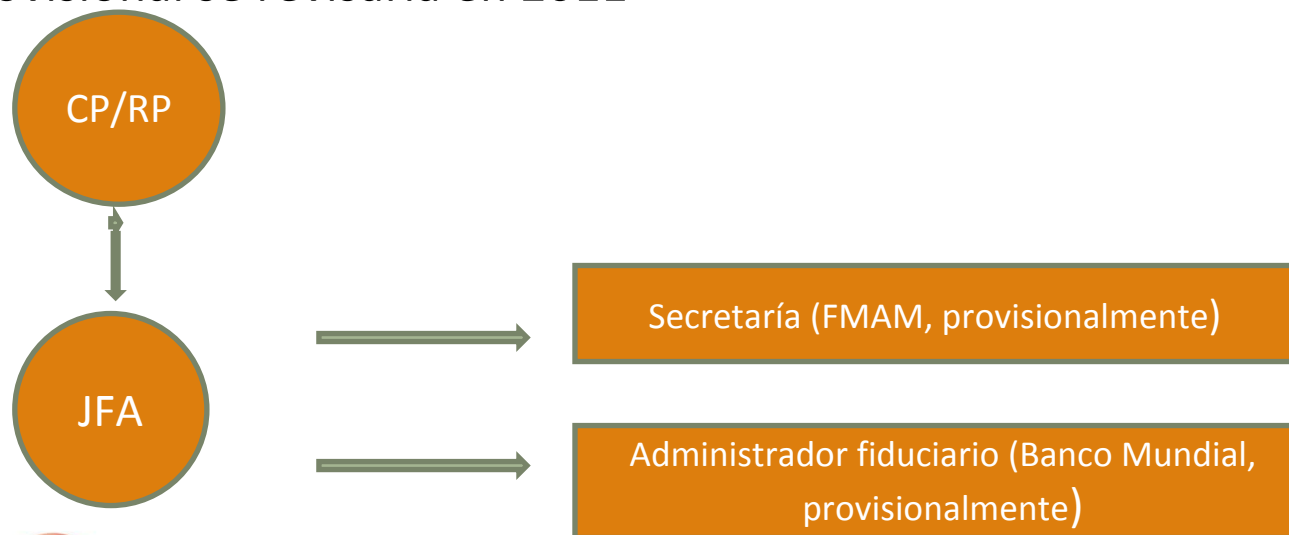 CP/RP
Secretaría (FMAM, provisionalmente)
JFA
Administrador fiduciario (Banco Mundial,
provisionalmente)